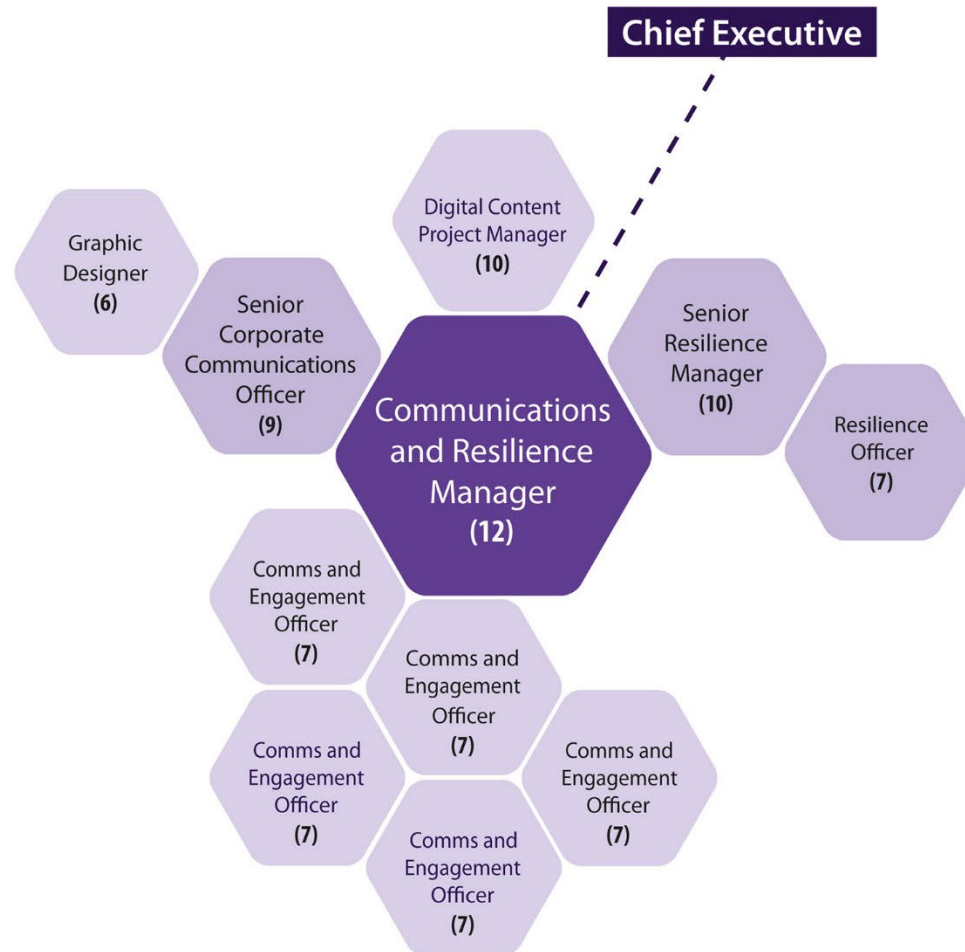 Chief Executive
Digital Content
Project Manager
(10)
Graphic
Designer
(6)
Senior
Corporate
Communications
Officer
(9)
Senior
Resilience
Manager
(10)
Resilience
Officer
(7)
Communications
and Resilience
Manager
(12)
Comms and
Engagement
Officer
(7)
Comms and
Engagement
Officer
(7)
Comms and
Engagement
Officer
(7)
Comms and
Engagement
Officer
(7)
Comms and
Engagement
Officer
(7)